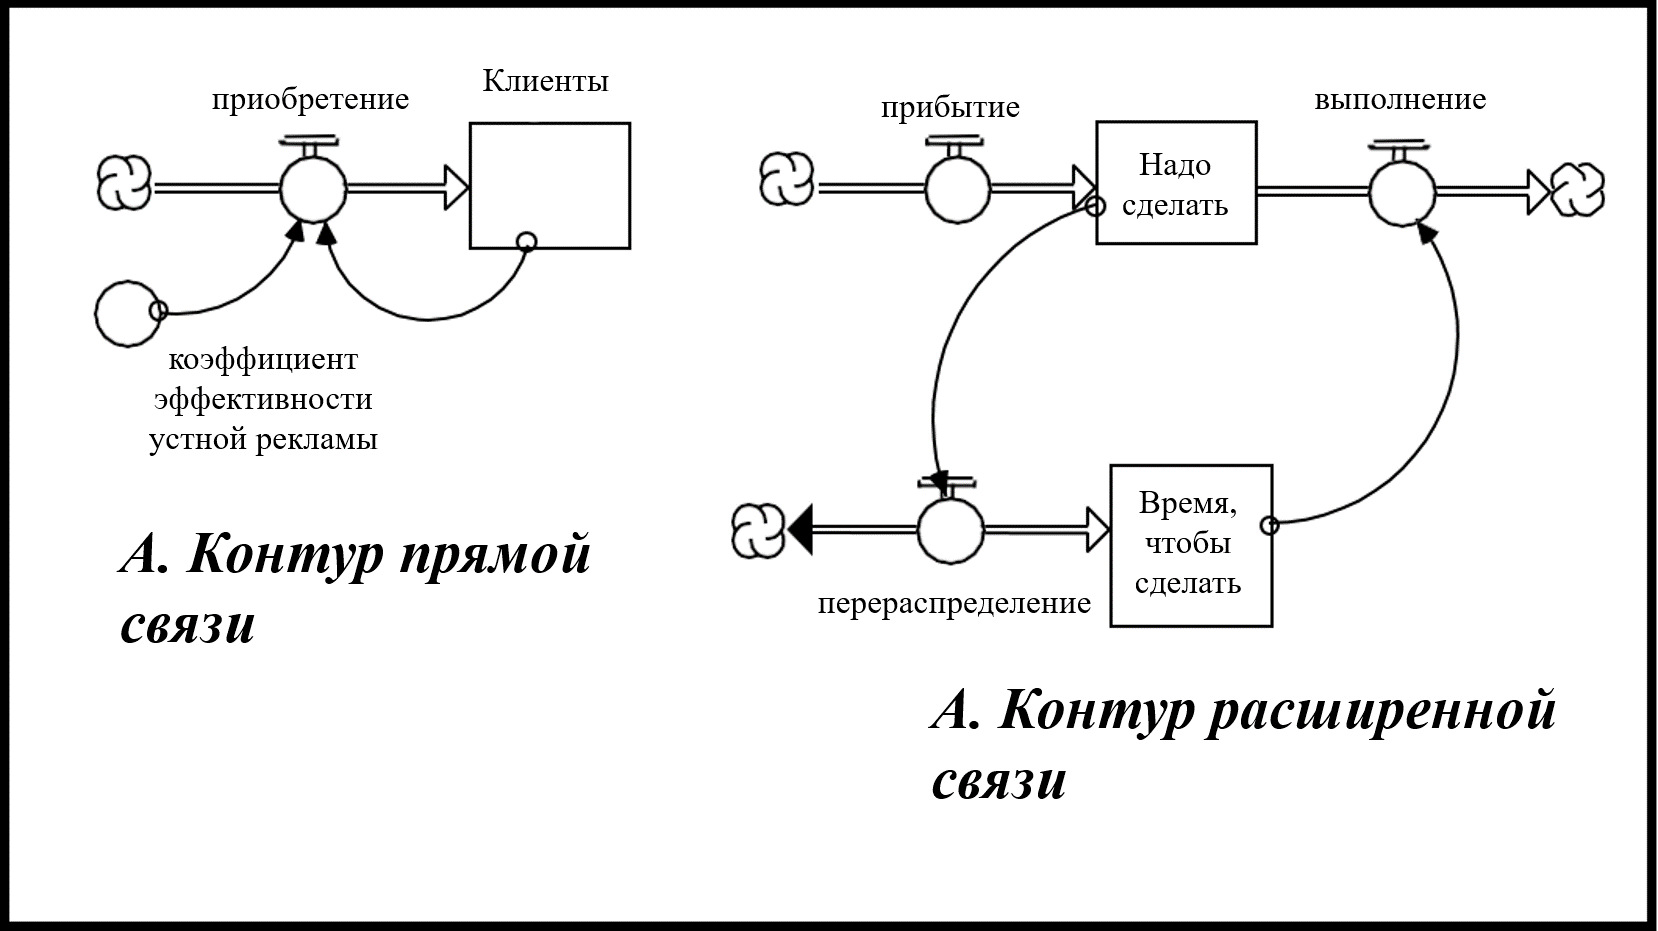 приобретение
Клиенты
коэффициент
эффективности
устной рекламы
А. Контур прямой
связи
прибытие
выполнение
Надо
сделать
Время,
чтобы
сделать
перераспределение
А. Контур расширенной
связи